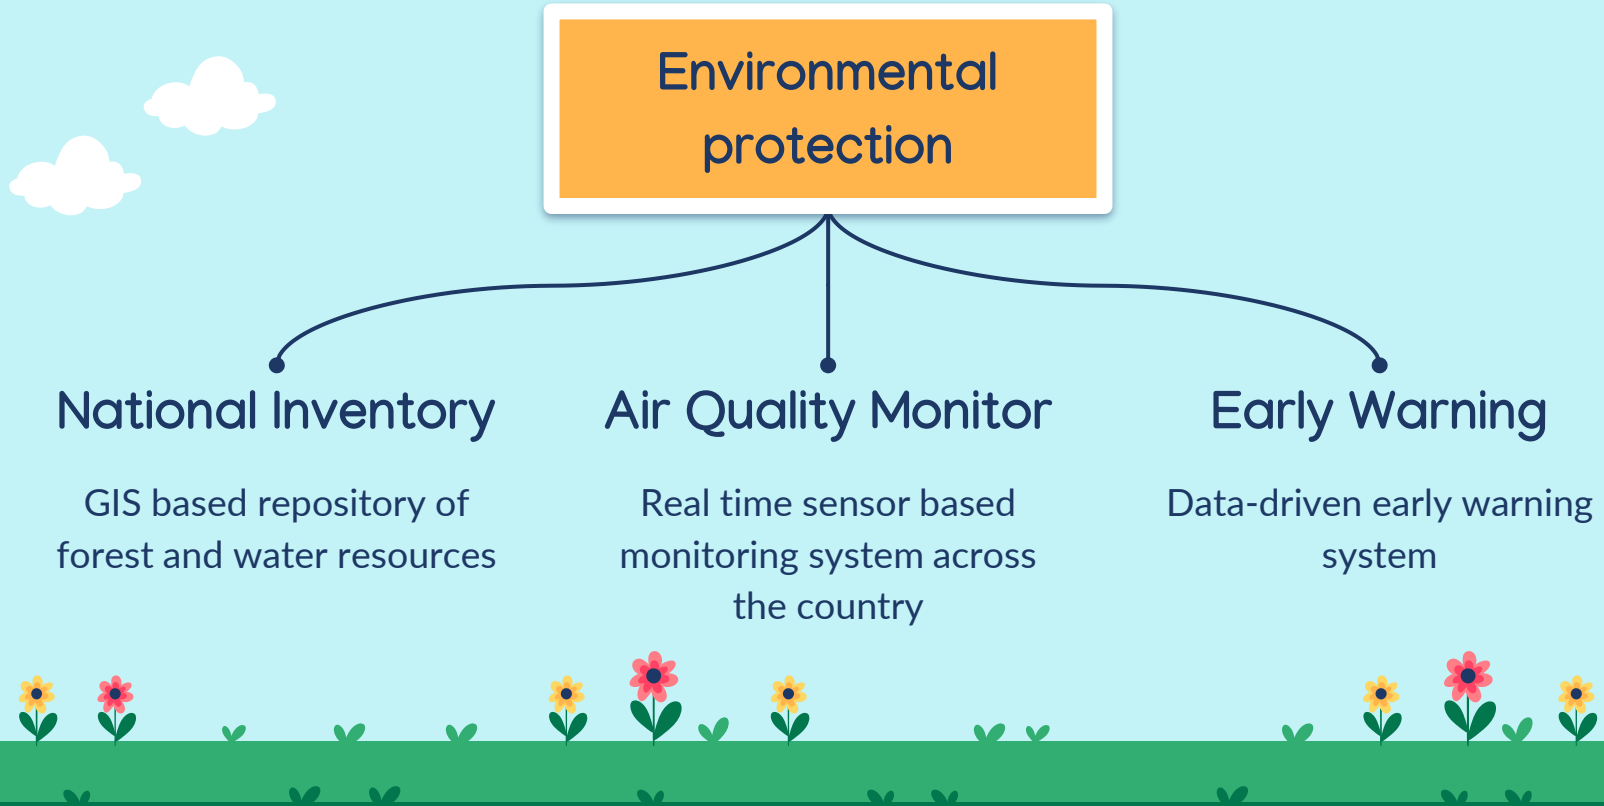 Environmental
protection
National Inventory
GIS based repository of
forest and water resources
Air Quality Monitor
Real time sensor based
monitoring system across
the country
Early Warning
Data-driven early warning
system